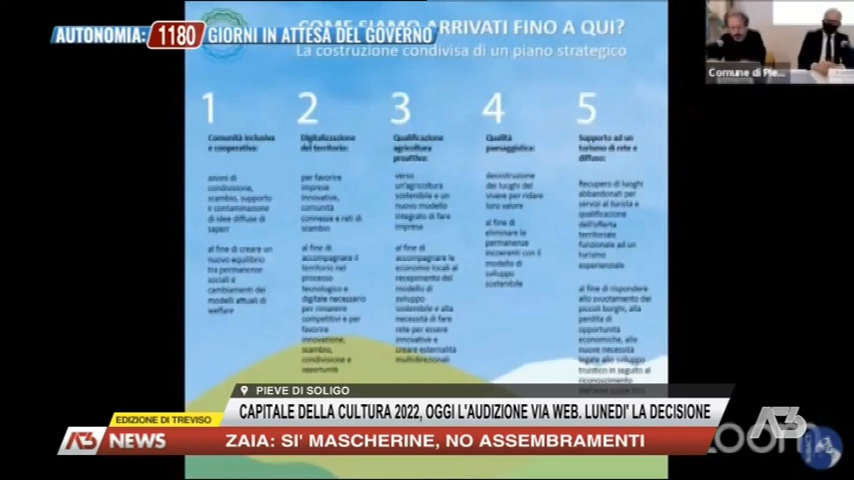 AUTONOMIA: 1180 GIORNI IN ATTESA DEL GOVERNO
COME SIAMO ARRIVATI FINO A QUI?
La costruzione condivisa di un piano strategico
Comune di Pie...
1
Comunità inclusiva
e cooperativa:
azioni di
condivisione,
scambio, supporto
e contaminazione
di idee diffuse di
saperi
al fine di creare un
nuovo equilibrio
tra permanenze
sociali e
cambiamenti dei
modelli attuali di
welfare
2
Digitalizzazione
del territorio:
per favorire
imprese
innovative,
comunità
connesse e reti di
scambio
al fine di
accompagnare il
territorio nel
processo
tecnologico e
digitale necessario
per rimanere
competitivi e per
favorire
innovazione,
scambio,
condivisione e
opportunità
3
Qualificazione
agricoltura
proattiva:
verso
un'agricoltura
sostenibile e un
nuovo modello
integrato di fare
impresa
al fine di
accompagnare le
economie locali al
recepimento del
modello di
sviluppo
sostenibile e alla
necessità di fare
rete per essere
innovative e
creare esternalità
multidirezionali
4
Qualità
paesaggistica:
decostruzione
dei luoghi del
vivere per ridare
loro valore
al fine di
eliminare le
permanenze
incoerenti con il
modello di
sviluppo
sostenibile
5
Supporto ad un
turismo di rete e
diffuso:
Recupero di luoghi
abbandonati per
servizi al turista e
qualificazione
dell'offerta
territoriale
funzionale ad un
turismo
esperienziale
al fine di rispondere
allo svuotamento dei
piccoli borghi, alla
perdita di
opportunità
economiche, alle
nuove necessità
legate allo sviluppo
turistico in seguito al
riconoscimento
PIEVE DI SOLIGO
CAPITALE DELLA CULTURA 2022, OGGI L'AUDIZIONE VIA WEB. LUNEDI' LA DECISIONE
EDIZIONE DI TREVISO
A3 NEWS
ZAIA: SI' MASCHERINE, NO ASSEMBRAMENTI
zoom
A3